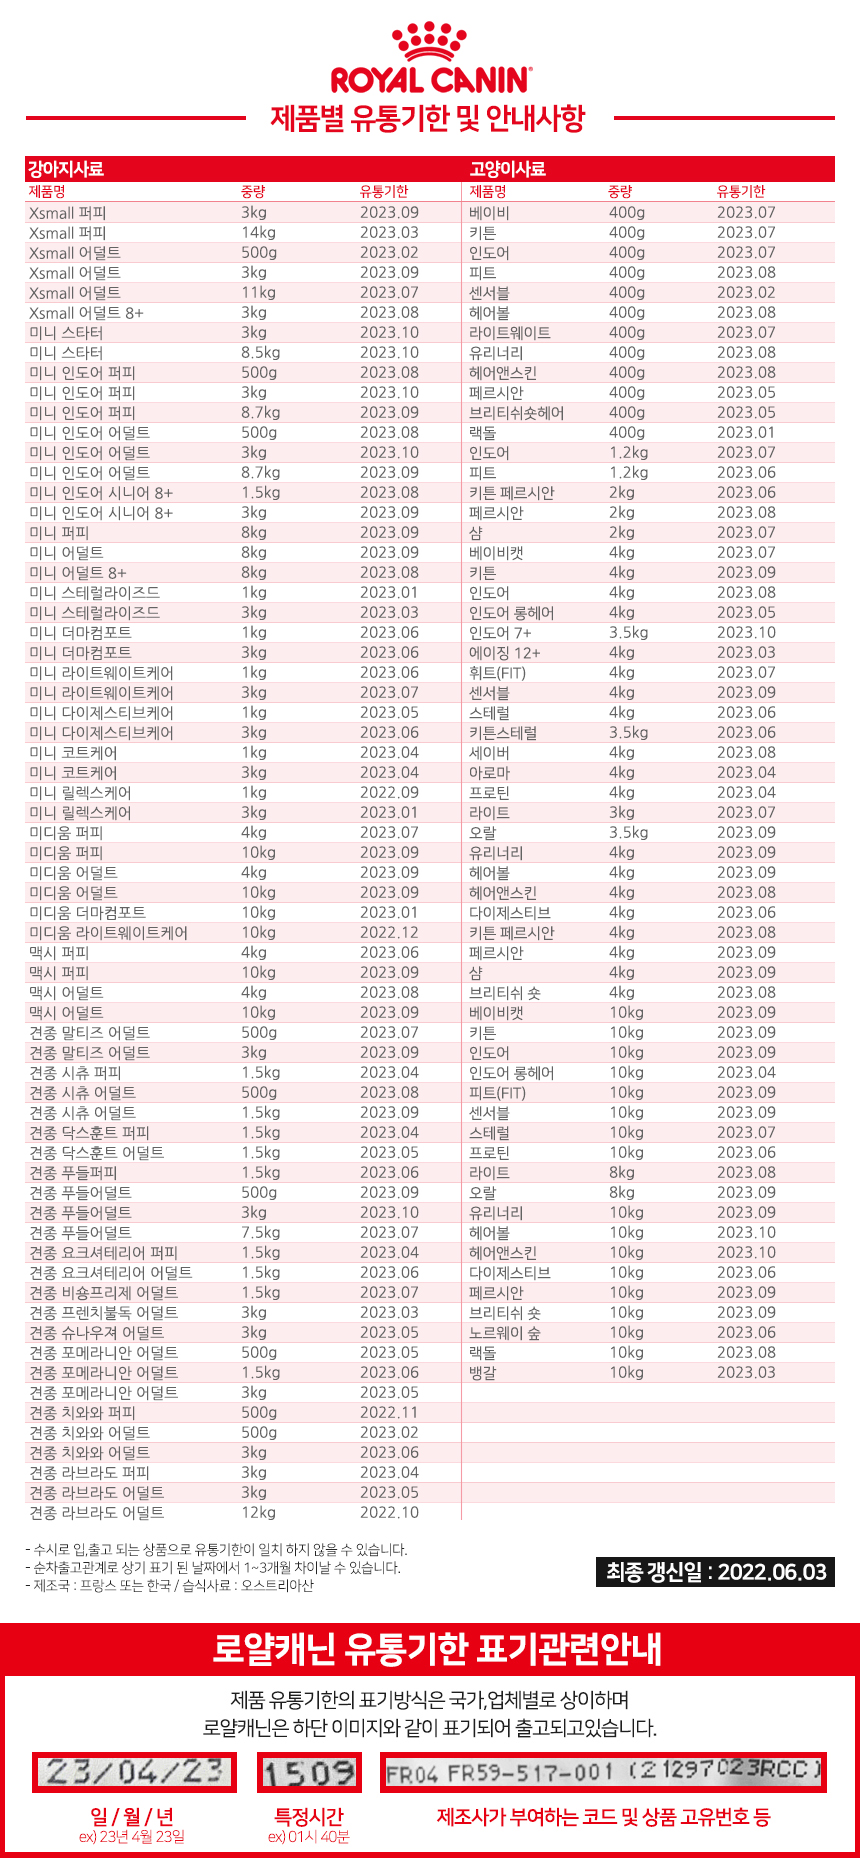 ROYAL CANIN
제품별 유통기한 및 안내사항
강아지사료 고양이사료
제품명 중량 유통기한 제품명 중량 유통기한
Xsmall 퍼피 3kg 2023.09 베이비 400g 2023.07
Xsmall 퍼피 14kg 2023.03 키튼 400g 2023.07
Xsmall 어덜트 500g 2023.02 인도어 400g 2023.07
Xsmall 어덜트 3kg 2023.09 피트 400g 2023.08
Xsmall 어덜트 11kg 2023.07 센서블 400g 2023.02
Xsmall 어덜트 8+ 3kg 2023.08 헤어볼 400g 2023.08
미니 스타터 3kg 2023.10 라이트웨이트 400g 2023.07
미니 스타터 8.5kg 2023.10 유리너리 400g 2023.08
미니 인도어 퍼피 500g 2023.08 헤어앤스킨 400g 2023.08
미니 인도어 퍼피 3kg 2023.10 페르시안 400g 2023.05
미니 인도어 퍼피 8.7kg 2023.09 브리티쉬숏헤어 400g 2023.05
미니 인도어 어덜트 500g 2023.08 랙돌 400g 2023.01
미니 인도어 어덜트 3kg 2023.10 인도어 1.2kg 2023.07
미니 인도어 어덜트 8.7kg 2023.09 피트 1.2kg 2023.06
미니 인도어 시니어 8+ 1.5kg 2023.08 키튼 페르시안 2kg 2023.06
미니 인도어 시니어 8+ 3kg 2023.09 페르시안 2kg 2023.08
미니 퍼피 8kg 2023.09 샴 2kg 2023.07
미니 어덜트 8kg 2023.09 베이비캣 4kg 2023.07
미니 어덜트 8+ 8kg 2023.08 키튼 4kg 2023.09
미니 스테럴라이즈드 1kg 2023.01 인도어 4kg 2023.08
미니 스테럴라이즈드 3kg 2023.03 인도어 롱헤어 4kg 2023.05
미니 더마컴포트 1kg 2023.06 인도어 7+ 3.5kg 2023.10
미니 더마컴포트 3kg 2023.06 에이징 12+ 4kg 2023.03
미니 라이트웨이트케어 1kg 2023.06 휘트(FIT) 4kg 2023.07
미니 라이트웨이트케어 3kg 2023.07 센서블 4kg 2023.09
미니 다이제스티브케어 1kg 2023.05 스테럴 4kg 2023.06
미니 다이제스티브케어 3kg 2023.06 키튼스테럴 3.5kg 2023.06
미니 코트케어 1kg 2023.04 세이버 4kg 2023.08
미니 코트케어 3kg 2023.04 아로마 4kg 2023.04
미니 릴렉스케어 1kg 2022.09 프로틴 4kg 2023.04
미니 릴렉스케어 3kg 2023.01 라이트 3kg 2023.07
미디움 퍼피 4kg 2023.07 오랄 3.5kg 2023.09
미디움 퍼피 10kg 2023.09 유리너리 4kg 2023.09
미디움 어덜트 4kg 2023.09 헤어볼 4kg 2023.09
미디움 어덜트 10kg 2023.09 헤어앤스킨 4kg 2023.08
미디움 더마컴포트 10kg 2023.01 다이제스티브 4kg 2023.06
미디움 라이트웨이트케어 10kg 2022.12 키튼 페르시안 4kg 2023.08
맥시 퍼피 4kg 2023.06 페르시안 4kg 2023.09
맥시 퍼피 10kg 2023.09 샴 4kg 2023.09
맥시 어덜트 4kg 2023.08 브리티쉬 숏 4kg 2023.08
맥시 어덜트 10kg 2023.09 베이비캣 10kg 2023.09
견종 말티즈 어덜트 500g 2023.07 키튼 10kg 2023.09
견종 말티즈 어덜트 3kg 2023.09 인도어 10kg 2023.09
견종 시츄 퍼피 1.5kg 2023.04 인도어 롱헤어 10kg 2023.04
견종 시츄 어덜트 500g 2023.08 피트(FIT) 10kg 2023.09
견종 시츄 어덜트 1.5kg 2023.09 센서블 10kg 2023.09
견종 닥스훈트 퍼피 1.5kg 2023.04 스테럴 10kg 2023.07
견종 닥스훈트 어덜트 1.5kg 2023.05 프로틴 10kg 2023.06
견종 푸들퍼피 1.5kg 2023.06 라이트 8kg 2023.08
견종 푸들어덜트 500g 2023.09 오랄 8kg 2023.09
견종 푸들어덜트 3kg 2023.10 유리너리 10kg 2023.09
견종 푸들어덜트 7.5kg 2023.07 헤어볼 10kg 2023.10
견종 요크셔테리어 퍼피 1.5kg 2023.04 헤어앤스킨 10kg 2023.10
견종 요크셔테리어 어덜트 1.5kg 2023.06 다이제스티브 10kg 2023.06
견종 비숑프리제 어덜트 1.5kg 2023.07 페르시안 10kg 2023.09
견종 프렌치불독 어덜트 3kg 2023.03 브리티쉬 숏 10kg 2023.09
견종 슈나우져 어덜트 3kg 2023.05 노르웨이 숲 10kg 2023.06
견종 포메라니안 어덜트 500g 2023.05 랙돌 10kg 2023.08
견종 포메라니안 어덜트 1.5kg 2023.06 뱅갈 10kg 2023.03
견종 포메라니안 어덜트 3kg 2023.05
견종 치와와 퍼피 500g 2022.11
견종 치와와 어덜트 500g 2023.02
견종 치와와 어덜트 3kg 2023.06
견종 라브라도 퍼피 3kg 2023.04
견종 라브라도 어덜트 3kg 2023.05
견종 라브라도 어덜트 12kg 2022.10
- 수시로 입,출고 되는 상품으로 유통기한이 일치 하지 않을 수 있습니다.
- 순차출고관계로 상기 표기 된 날짜에서 1~3개월 차이날 수 있습니다.
- 제조국 : 프랑스 또는 한국 / 습식사료 : 오스트리아산
최종 갱신일 : 2022.06.03
로얄캐닌 유통기한 표기관련안내
제품 유통기한의 표기방식은 국가,업체별로 상이하며
로얄캐닌은 하단 이미지와 같이 표기되어 출고되고있습니다.
23/04/23 1509 FR04 FR59-517-001 (21297023RCC)
일 / 월 / 년 특정시간 제조사가 부여하는 코드 및 상품 고유번호 등
ex) 23년 4월 23일 ex) 01시 40분